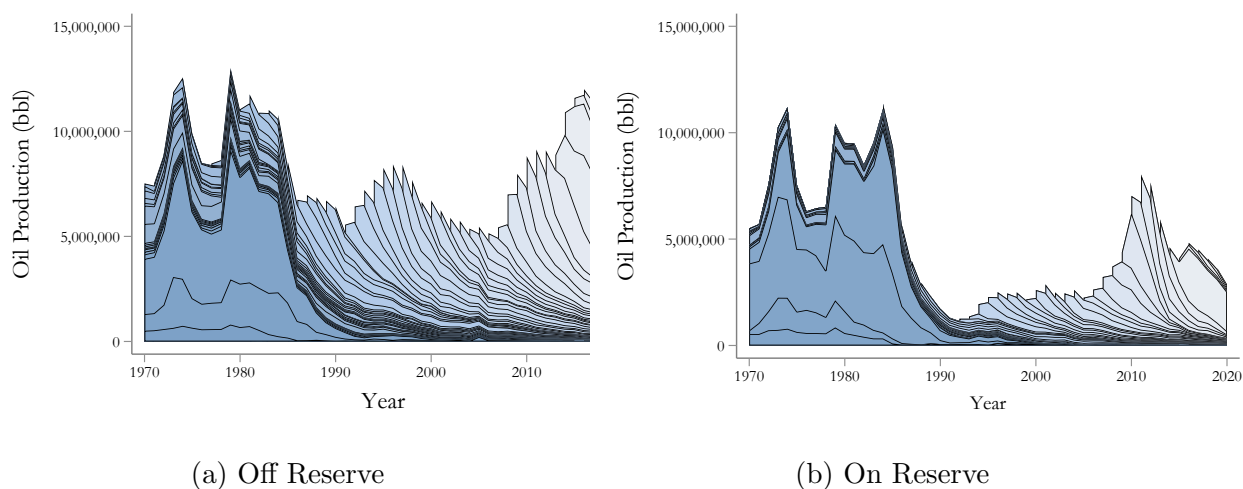 15,000,000
10,000,000
5,000,000
0
Oil Production (bbl)
1970 1980 1990 2000 2010
Year
(a) Off Reserve
15,000,000
10,000,000
5,000,000
0
Oil Production (bbl)
1970 1980 1990 2000 2010 2020
Year
(b) On Reserve